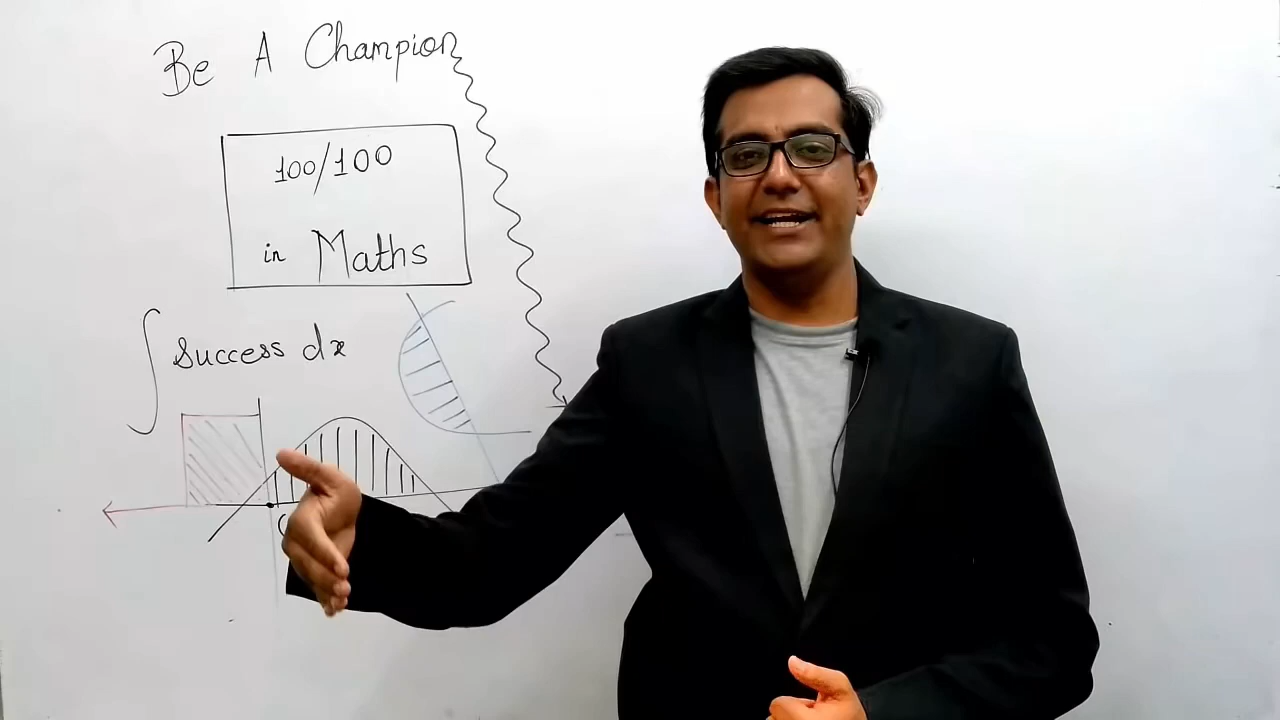 Be A Champion
100/100
in Maths
∫ success dx